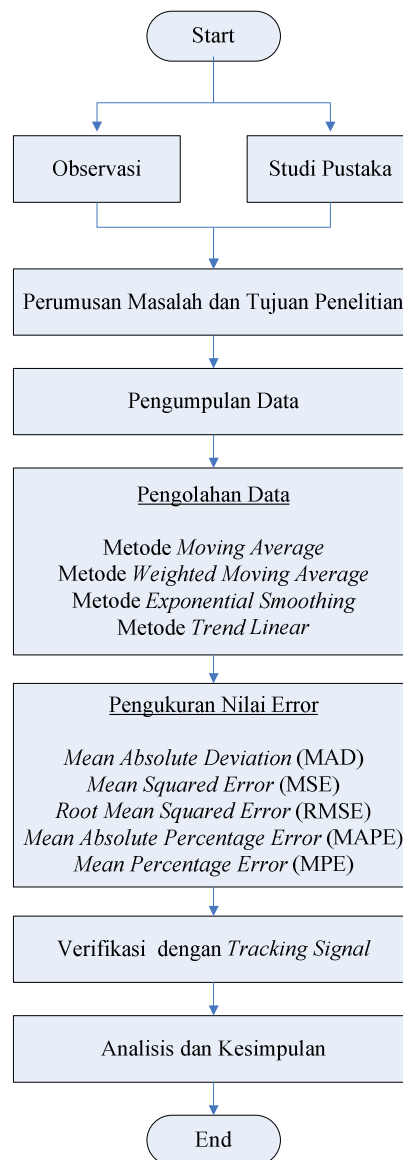 Start
Observasi
Studi Pustaka
Perumusan Masalah dan Tujuan Penelitian
Pengumpulan Data
Pengolahan Data
Metode Moving Average
Metode Weighted Moving Average
Metode Exponential Smoothing
Metode Trend Linear
Pengukuran Nilai Error
Mean Absolute Deviation (MAD)
Mean Squared Error (MSE)
Root Mean Squared Error (RMSE)
Mean Absolute Percentage Error (MAPE)
Mean Percentage Error (MPE)
Verifikasi dengan Tracking Signal
Analisis dan Kesimpulan
End